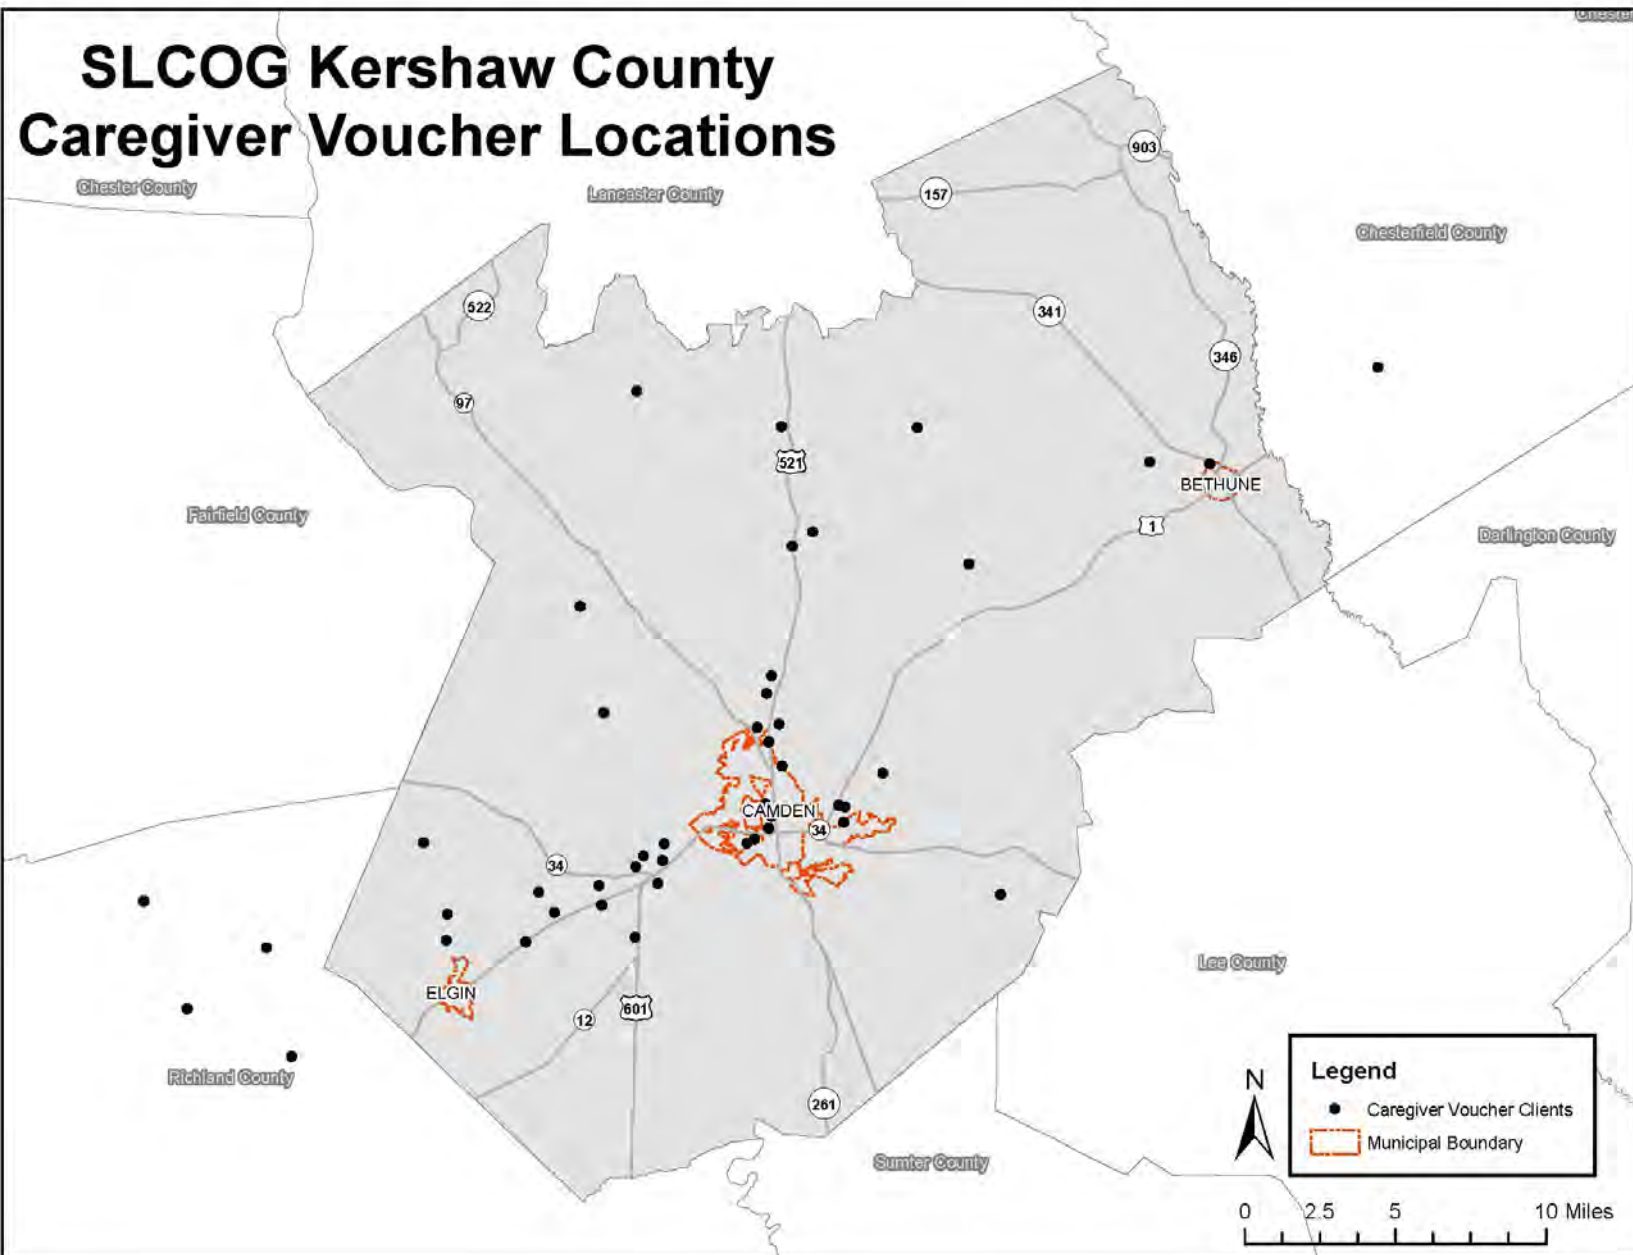 Chester
SLCOG Kershaw County
Caregiver Voucher Locations
Chester County
Lancaster County
Chesterfield County
903
157
522
341
346
97
521
BETHUNE
Fairfield County
1
Darlington County
CAMDEN
34
34
ELGIN
Lee County
12
601
Richland County
261
Sumter County
N
Legend
Caregiver Voucher Clients
Municipal Boundary
0 2.5 5 10 Miles